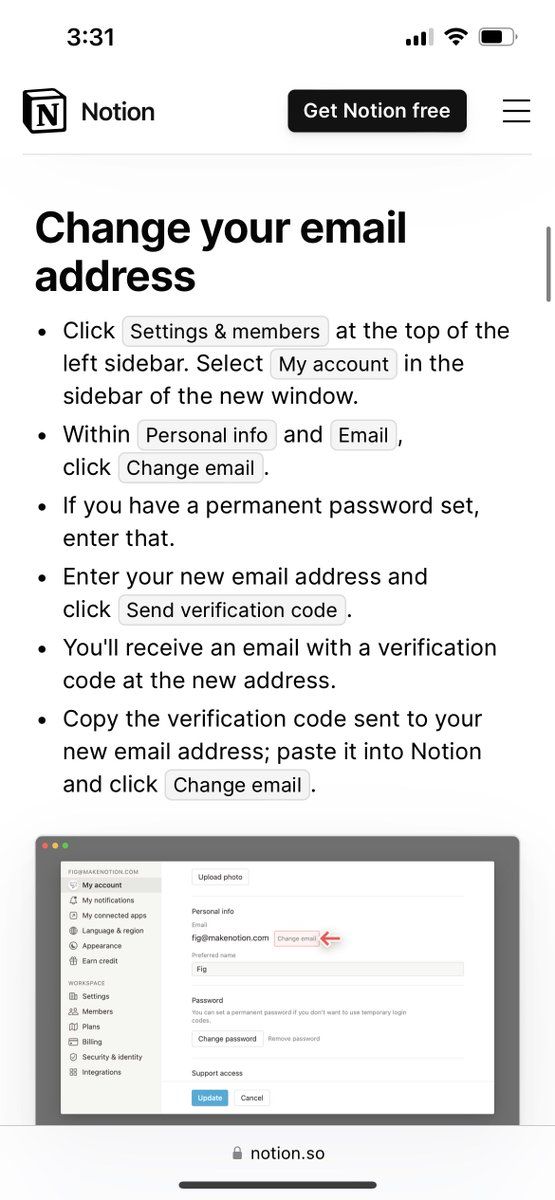 3:31
Notion
Get Notion free
Change your email
address
• Click Settings & members at the top of the
left sidebar. Select My account in the
sidebar of the new window.
• Within Personal info and Email ,
click Change email .
• If you have a permanent password set,
enter that.
• Enter your new email address and
click Send verification code .
• You'll receive an email with a verification
code at the new address.
• Copy the verification code sent to your
new email address; paste it into Notion
and click Change email .
FIG@MAKENOTION.COM
My account
My notifications
My connected apps
Language & region
Appearance
Earn credit
WORKSPACE
Settings
Members
Plans
Billing
Security & identity
Integrations
Upload photo
Personal info
Email
fig@makenotion.com Change email
Preferred name
Fig
Password
You can set a permanent password if you don't want to use temporary login
codes.
Change password Remove password
Support access
Update Cancel
notion.so